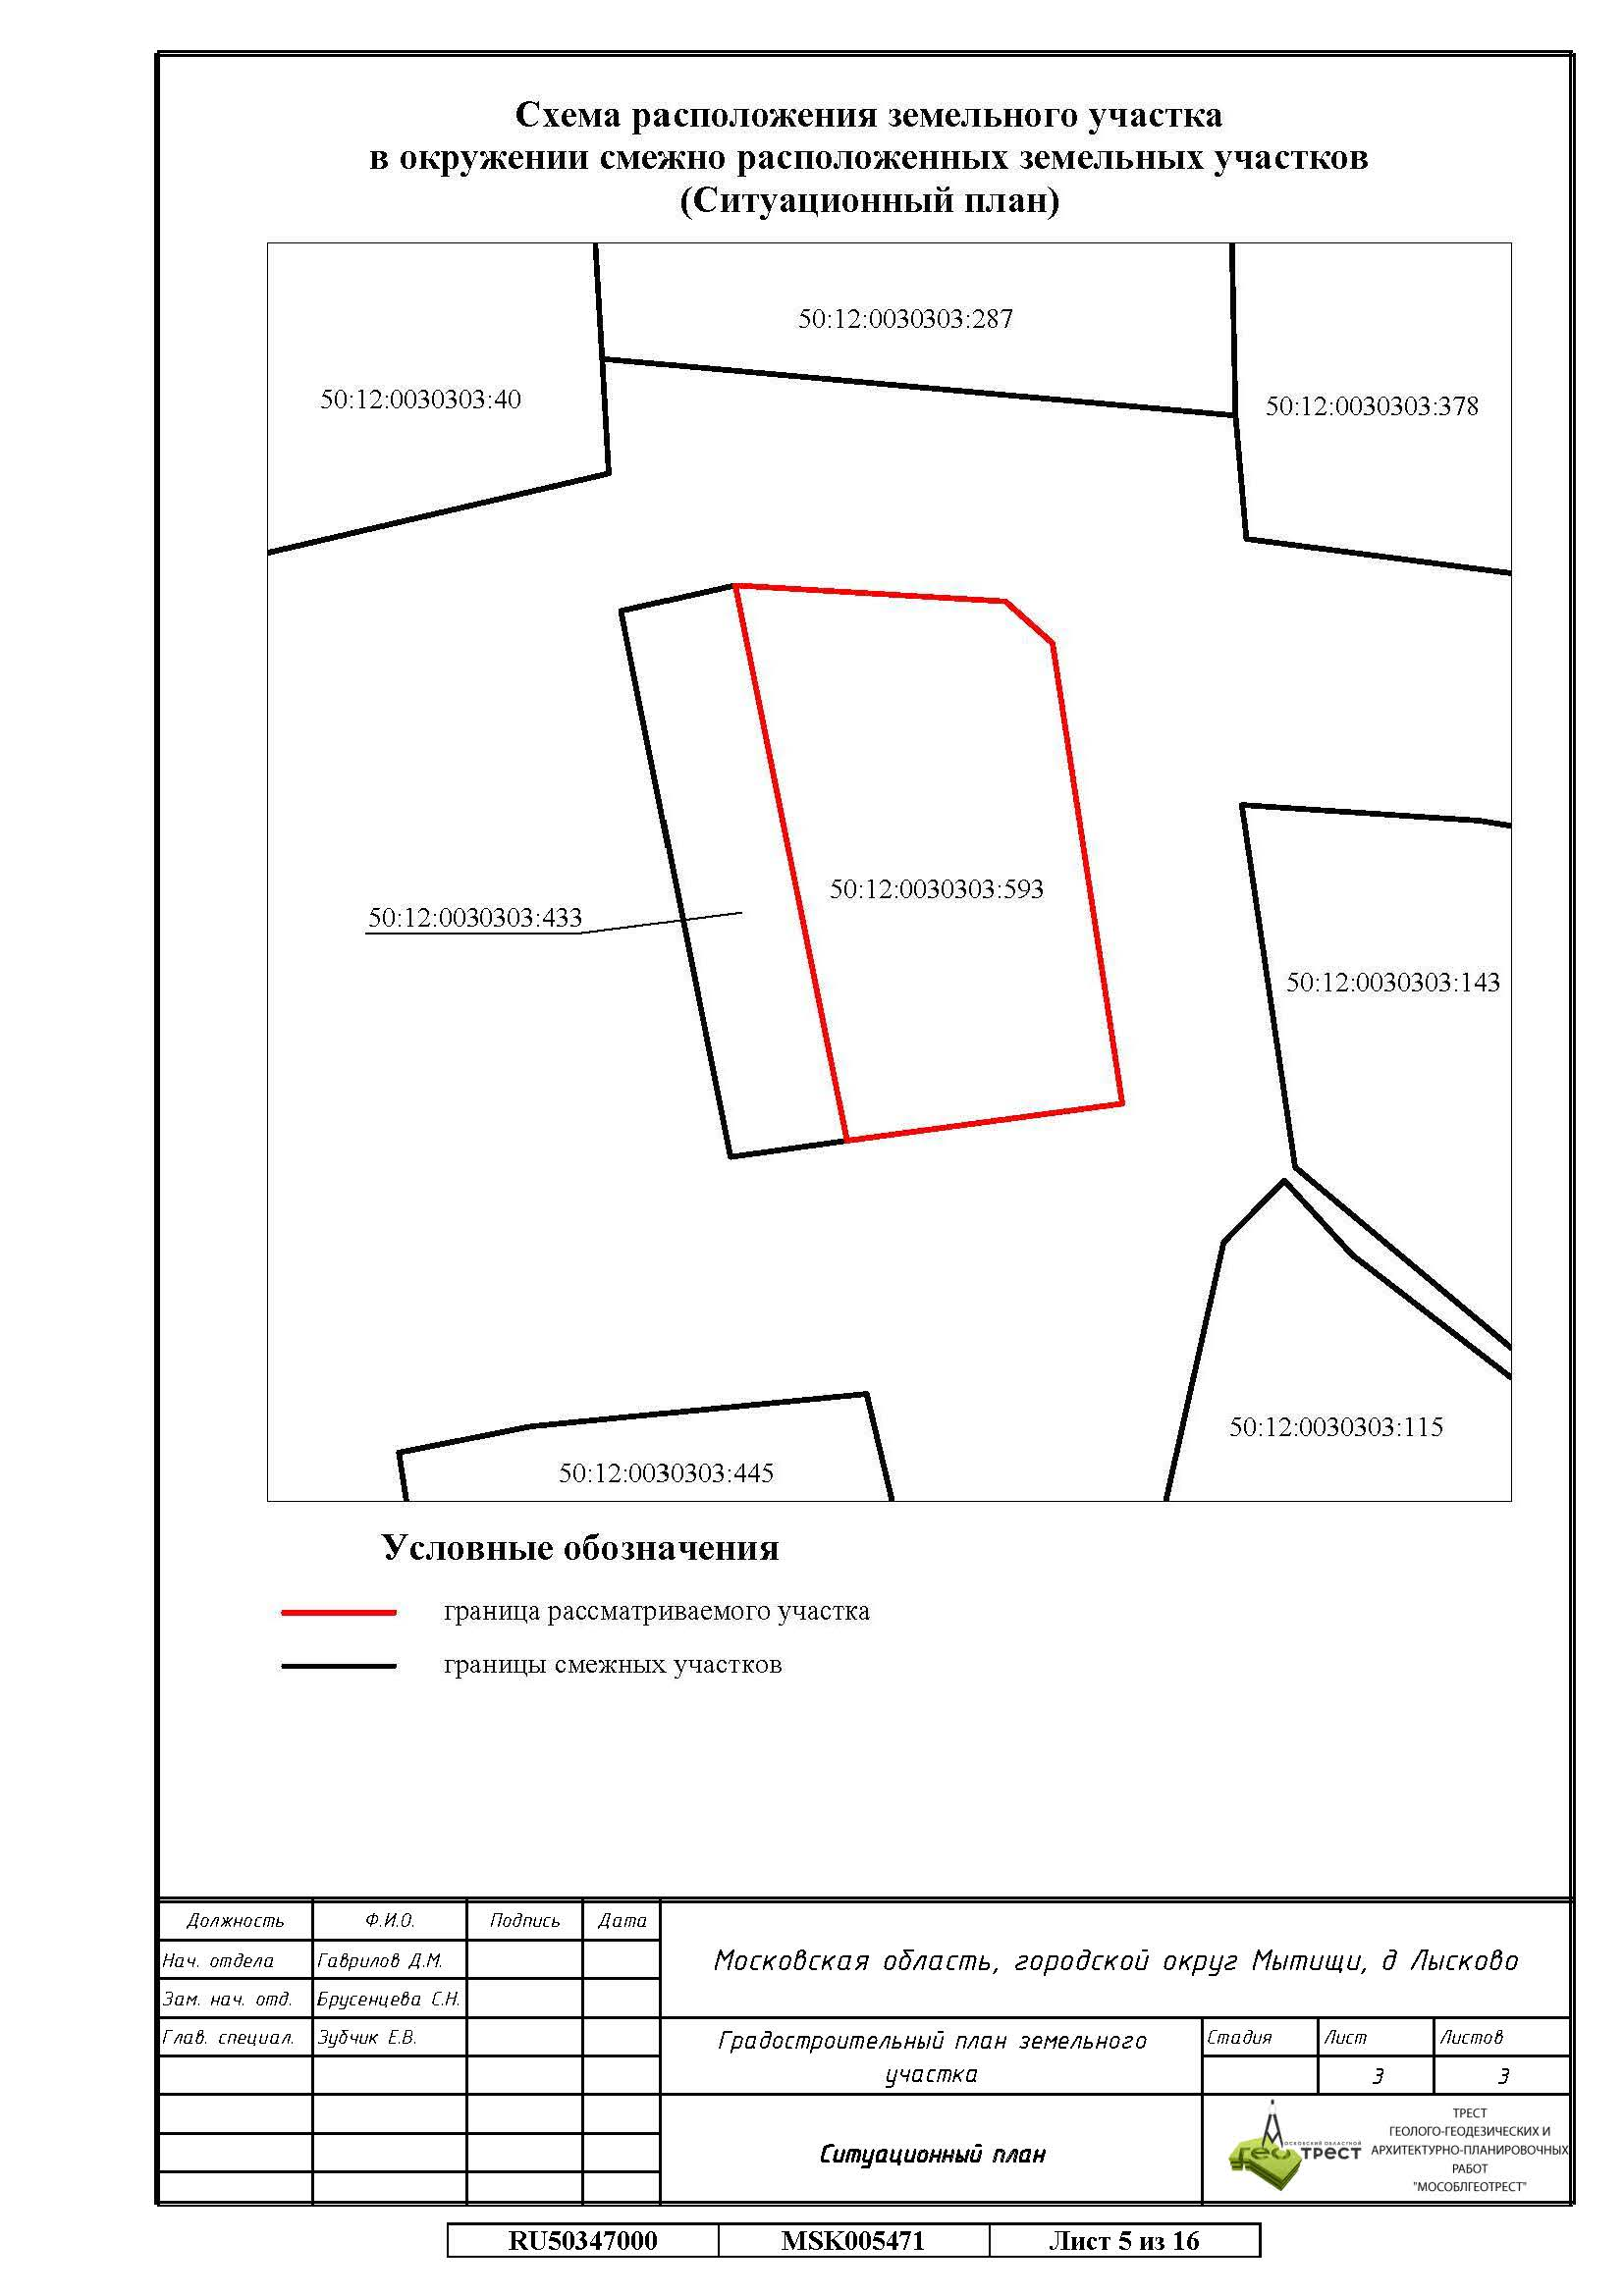 Схема расположения земельного участка
в окружении смежно расположенных земельных участков
(Ситуационный план)
50:12:0030303:287
50:12:0030303:40
50:12:0030303:378
50:12:0030303:593
50:12:0030303:433
50:12:0030303:143
50:12:0030303:115
50:12:0030303:445
Условные обозначения
граница рассматриваемого участка
границы смежных участков
Должность Ф.И.О. Подпись Дата
Нач. отдела Гаврилов Д.М.
Зам. нач. отд. Брусенцева С.Н.
Глав. специал. Зубчик Е.В.
Московская область, городской округ Мытищи, д Лысково
Градостроительный план земельного
участка
Стадия Лист Листов
3 3
Ситуационный план
МОСКОВСКИЙ ОБЛАСТНОЙ
ГЕОТРЕСТ
ТРЕСТ
ГЕОЛОГО-ГЕОДЕЗИЧЕСКИХ И
АРХИТЕКТУРНО-ПЛАНИРОВОЧНЫХ
РАБОТ
"МОСОБЛГЕОТРЕСТ"
RU50347000 MSK005471 Лист 5 из 16